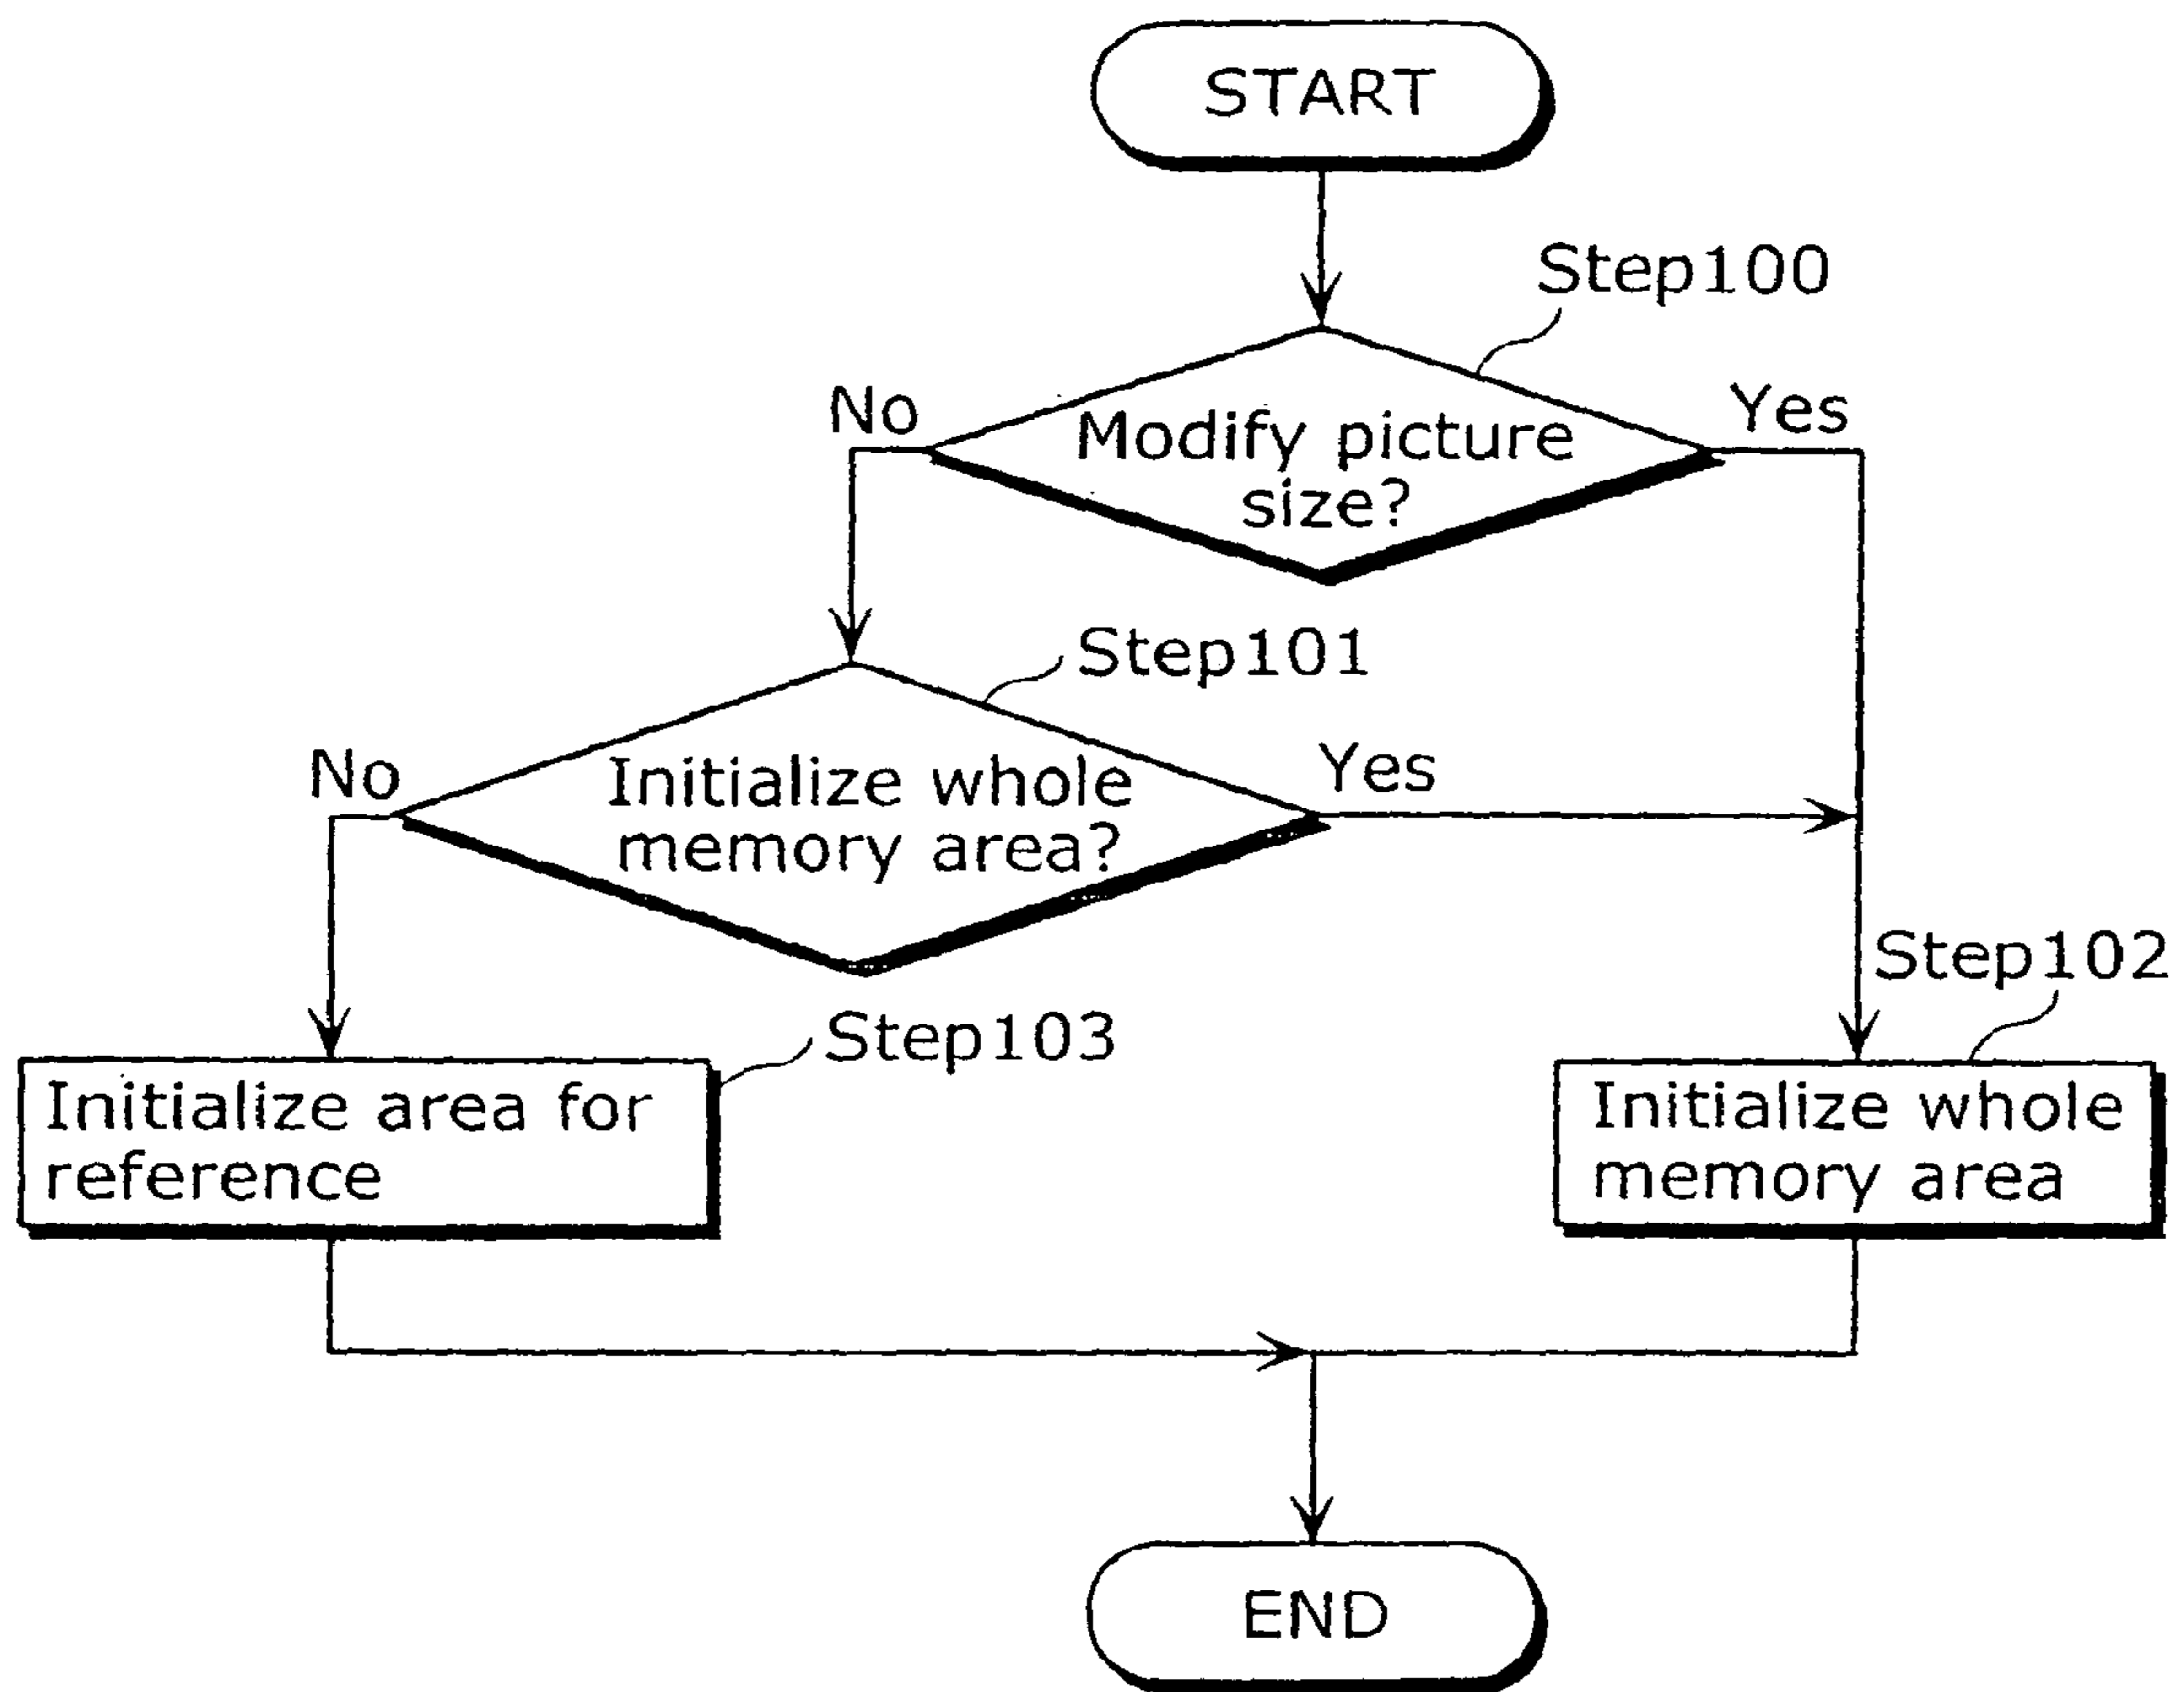 START
Step100
No
Yes
Modify picture
size?
Step101
No
Yes
Initialize whole
memory area?
Step102
Step103
Initialize area for
reference
Initialize whole
memory area
END